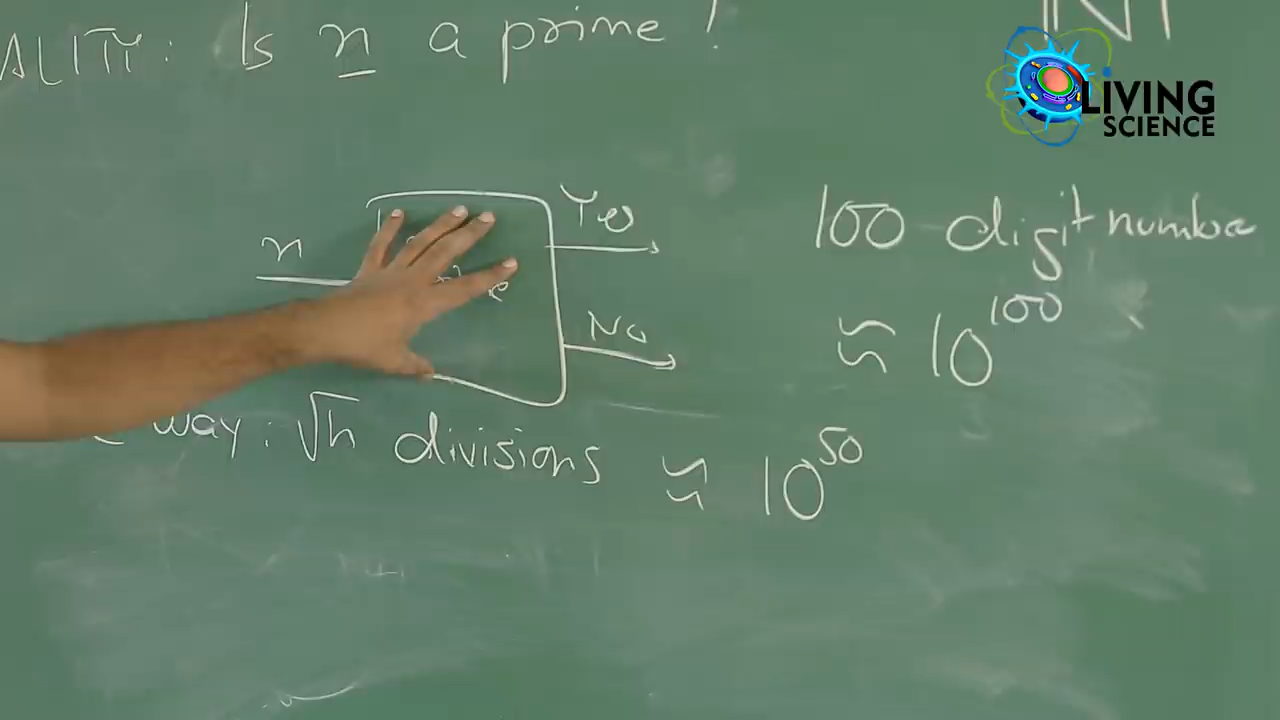 ALITY: Is n a prime!
LIVING
SCIENCE
n
Yes
No
100 digit number
≈ 10^100
way: √n divisions ≈ 10^50